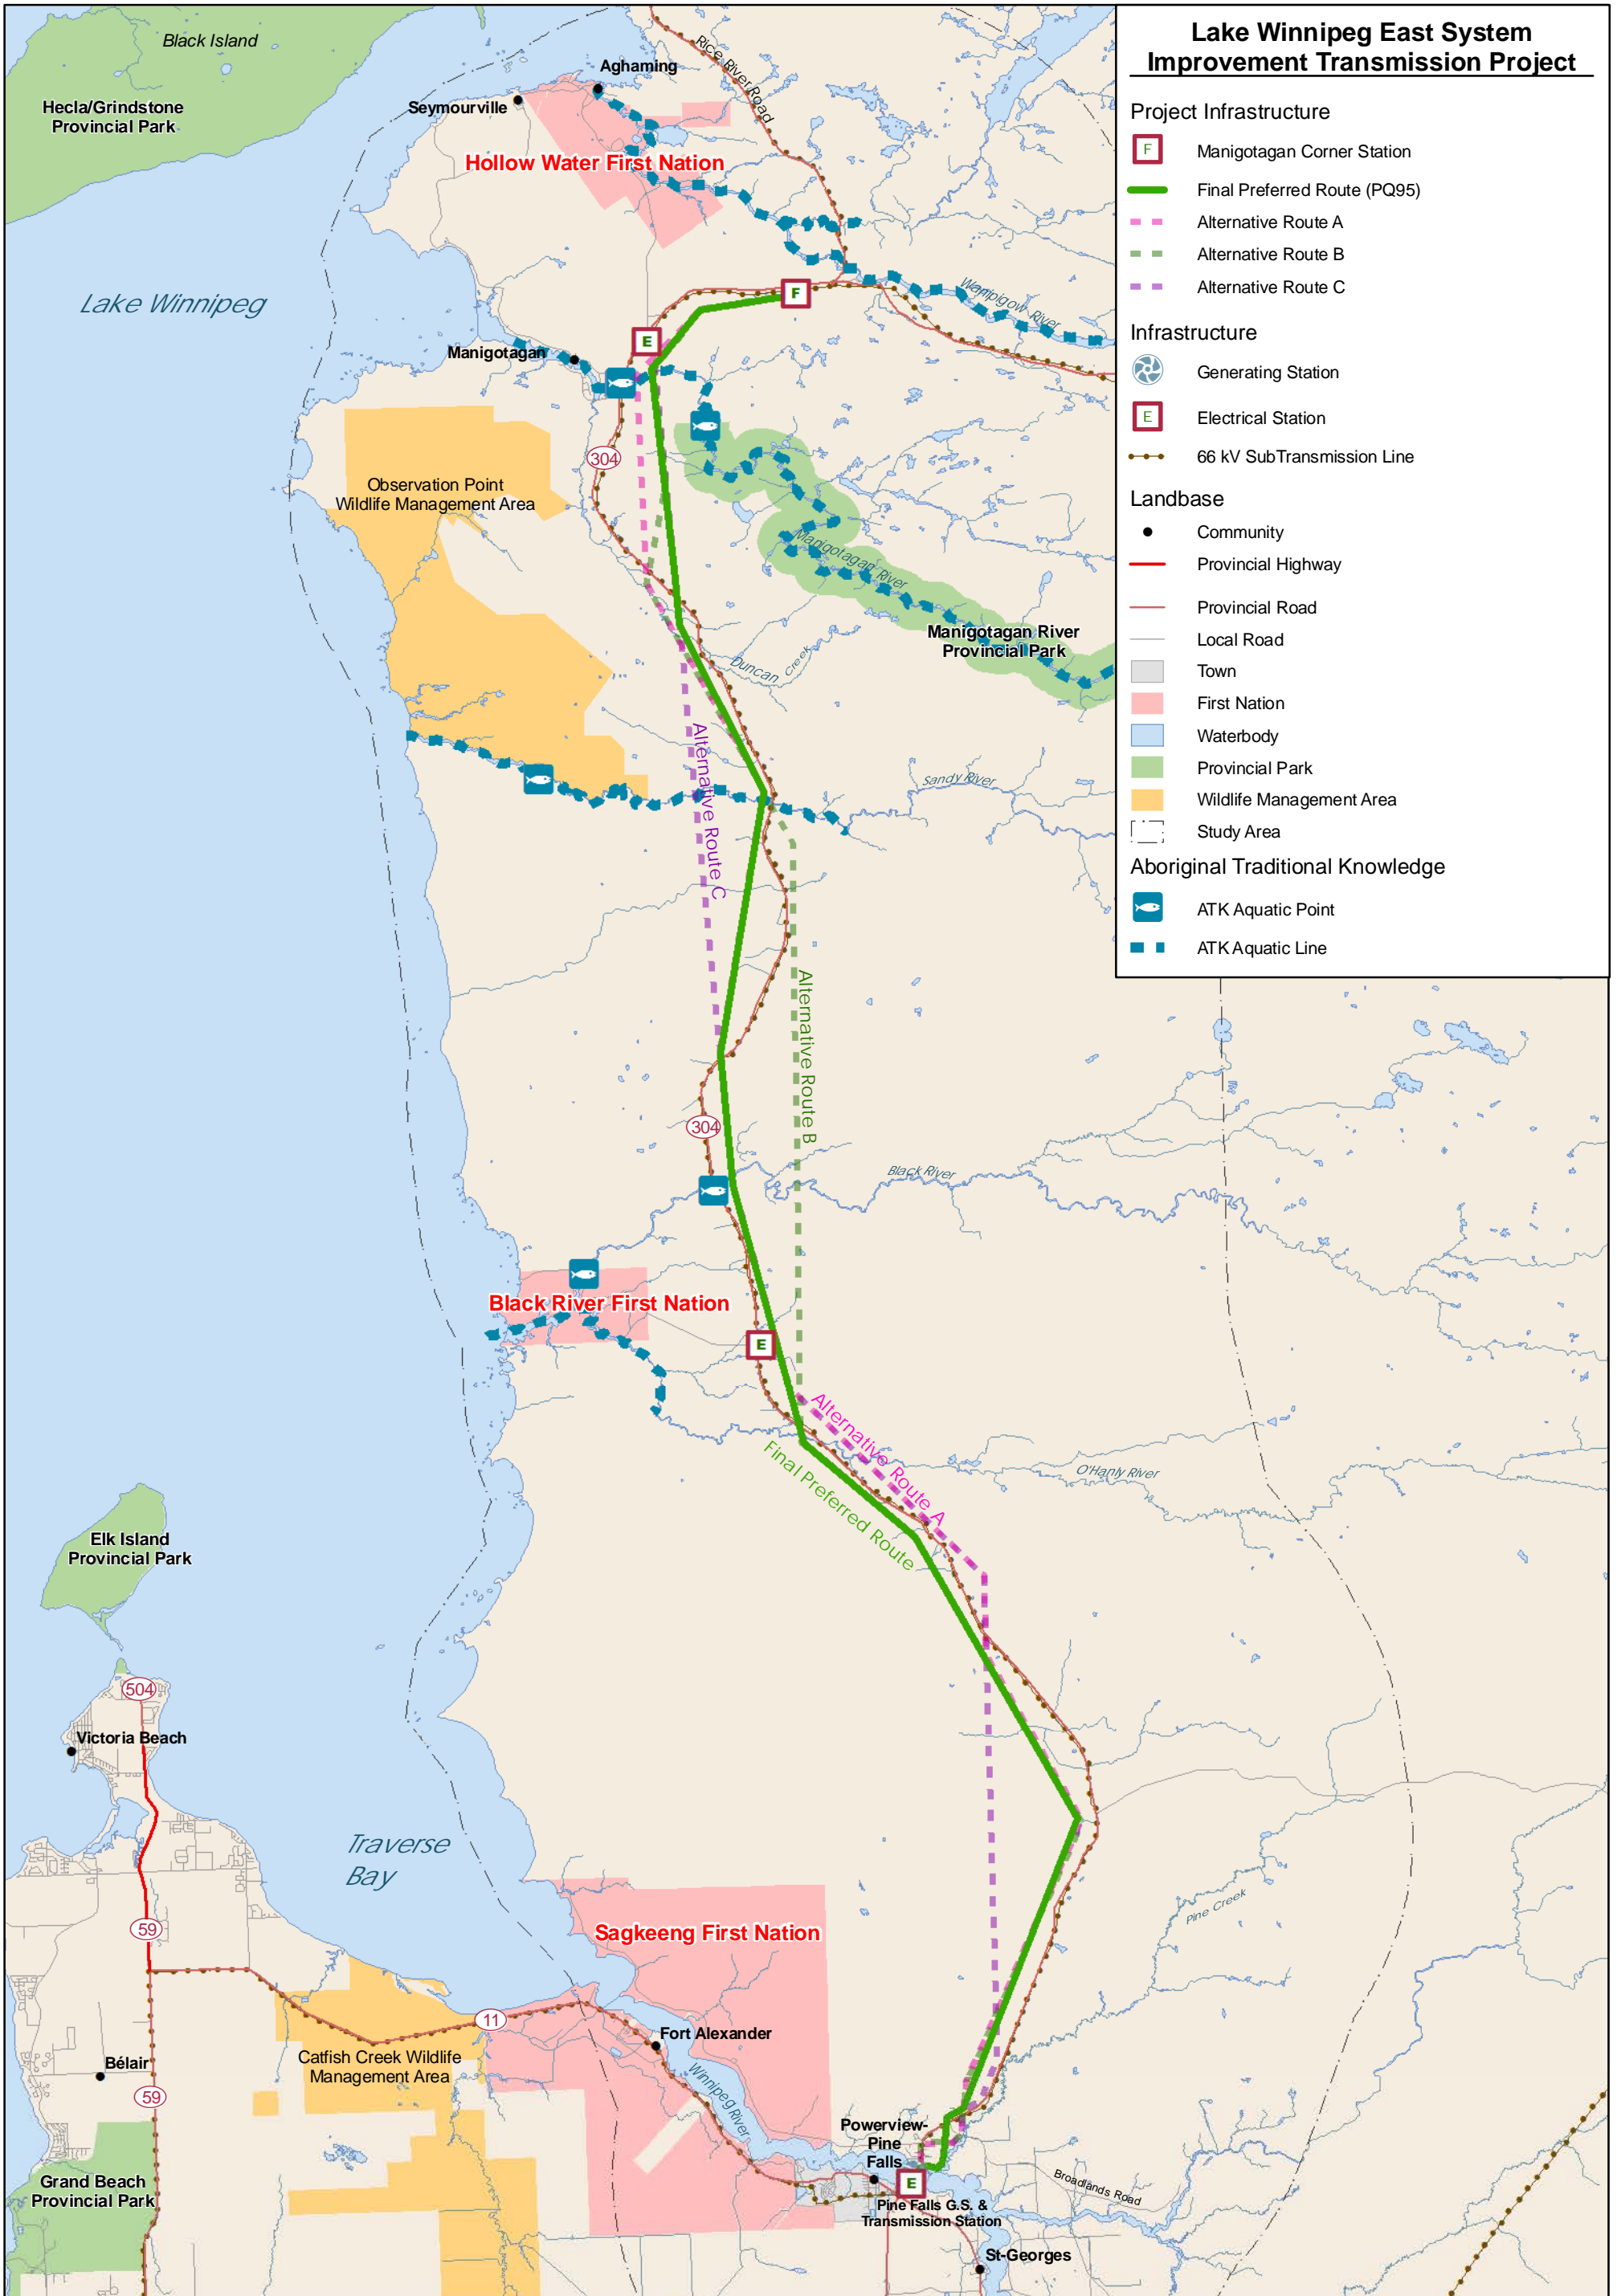 Lake Winnipeg East System
Improvement Transmission Project
Project Infrastructure
F
Manigotagan Corner Station
Final Preferred Route (PQ95)
Alternative Route A
Alternative Route B
Alternative Route C
Infrastructure
Generating Station
E
Electrical Station
66 kV SubTransmission Line
Landbase
Community
Provincial Highway
Provincial Road
Local Road
Town
First Nation
Waterbody
Provincial Park
Wildlife Management Area
Study Area
Aboriginal Traditional Knowledge
ATK Aquatic Point
ATK Aquatic Line
Black Island
Hecla/Grindstone
Provincial Park
Aghaming
Seymourville
Rice River Road
Hollow Water First Nation
Lake Winnipeg
Wanipigow River
F
E
Manigotagan
304
Observation Point
Wildlife Management Area
Manigotagan River
Manigotagan River
Provincial Park
Duncan Creek
Alternative Route C
Sandy River
Alternative Route B
304
Black River
Black River First Nation
E
Alternative Route A
Final Preferred Route
O'Hanly River
Elk Island
Provincial Park
504
Victoria Beach
Traverse
Bay
59
Pine Creek
Sagkeeng First Nation
11
Fort Alexander
Catfish Creek Wildlife
Management Area
Bélair
59
Winnipeg River
Powerview-
Pine
Falls
E
Broadlands Road
Grand Beach
Provincial Park
Pine Falls G.S. &
Transmission Station
St-Georges